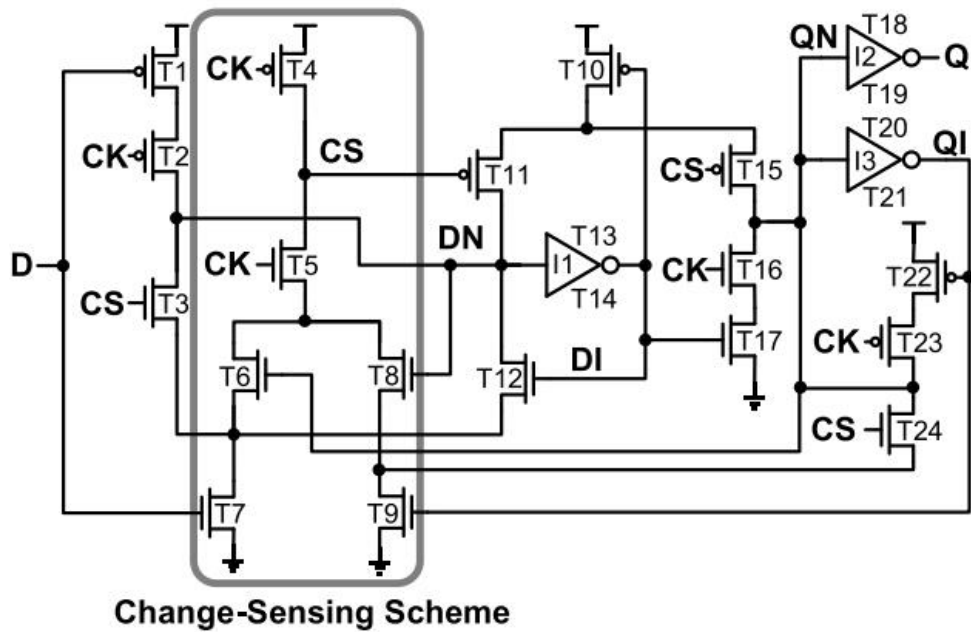 T18
QN
I2
Q
T19
T1
CK
T4
T10
T20
QI
I3
T21
CK
T2
CS
T11
CS
T15
DN
T13
I1
T14
D
CK
T5
CK
T16
T22
CS
T3
T17
CK
T23
T6
T8
T12
DI
CS
T24
T7
T9
Change-Sensing Scheme